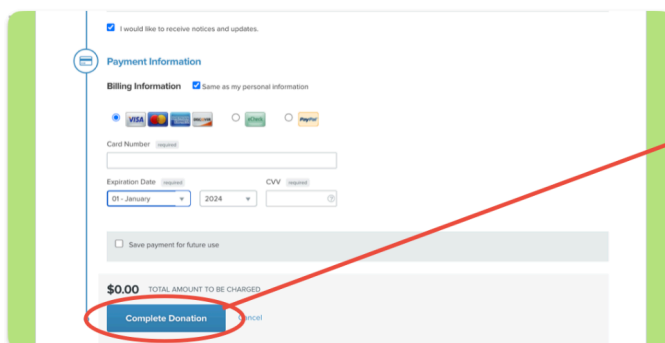 I would like to receive notices and updates.
Payment Information
Billing Information Same as my personal information
VISA eCheck PayPal
Card Number required
Expiration Date required CVV required
01 - January 2024
Save payment for future use
$0.00 TOTAL AMOUNT TO BE CHARGED
Complete Donation Cancel